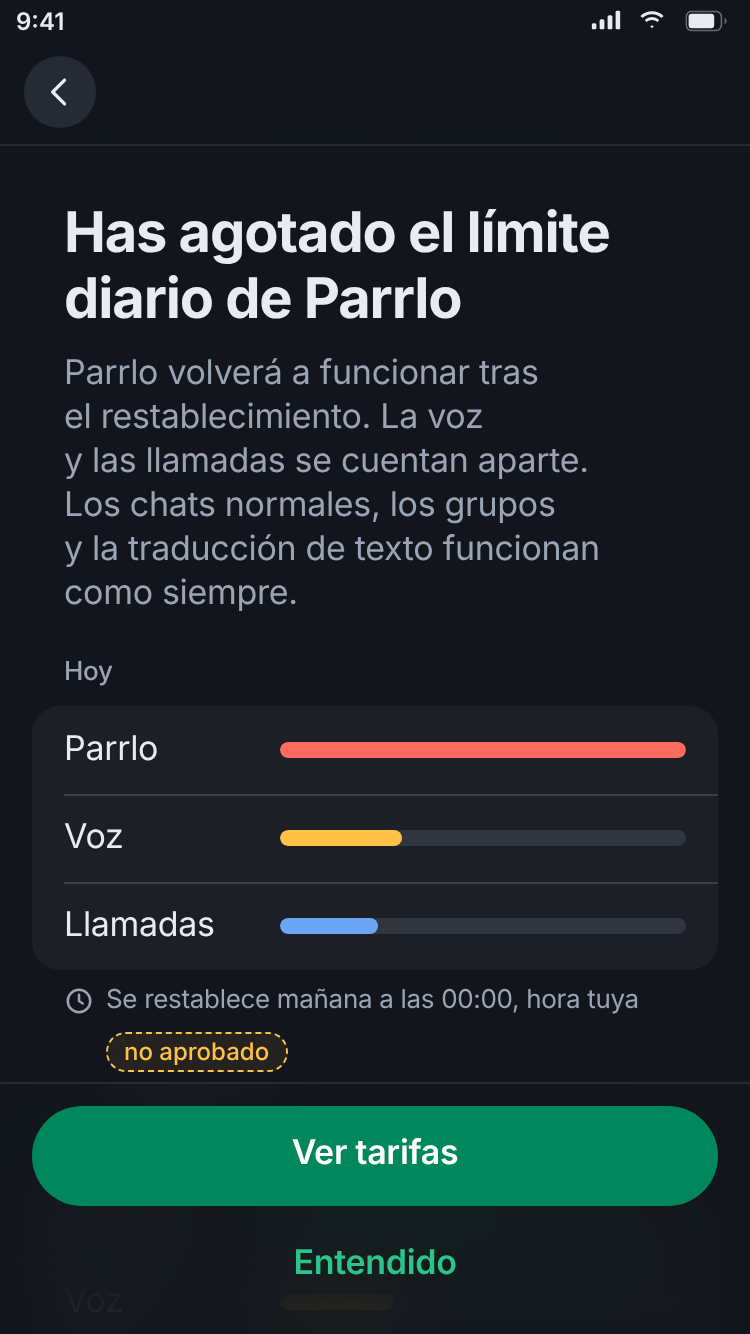 9:41
Has agotado el límite
diario de Parrlo
Parrlo volverá a funcionar tras
el restablecimiento. La voz
y las llamadas se cuentan aparte.
Los chats normales, los grupos
y la traducción de texto funcionan
como siempre.
Hoy
Parrlo
Voz
Llamadas
Se restablece mañana a las 00:00, hora tuya
no aprobado
Ver tarifas
Entendido
Voz